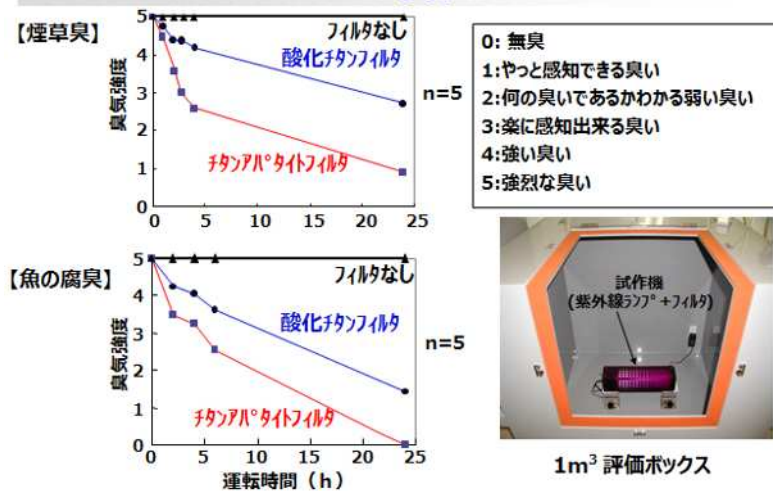 【煙草臭】
臭気強度
5
4
3
2
1
0
フィルタなし
酸化チタンフィルタ
チタンアパタイトフィルタ
n=5
0 5 10 15 20 25
【魚の腐臭】
臭気強度
5
4
3
2
1
0
フィルタなし
酸化チタンフィルタ
チタンアパタイトフィルタ
n=5
0 5 10 15 20 25
運転時間（h）
0: 無臭
1:やっと感知できる臭い
2:何の臭いであるかわかる弱い臭い
3:楽に感知出来る臭い
4:強い臭い
5:強烈な臭い
試作機
(紫外線ランプ+フィルタ)
1m³ 評価ボックス